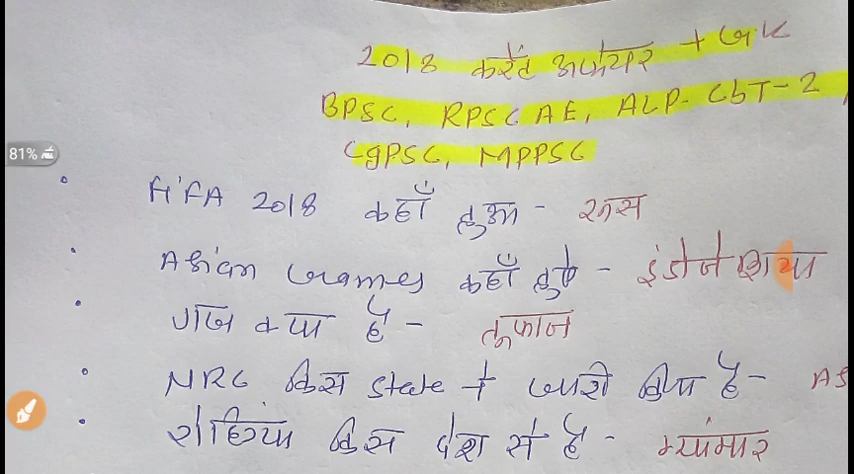 2018 करेंट अफेयर + GK
BPSC, RPSC AE, ALP- CbT-2,
CgPSC, MPPSC
81%
FIFA 2018 कहाँ हुआ - रूस
Asian Games कहाँ हुऐ - इंडोनेशिया
गाजा क्या है - तूफान
NRC किस State में जारी किया है - AS
रोहिंग्या किस देश से है - म्यांमार